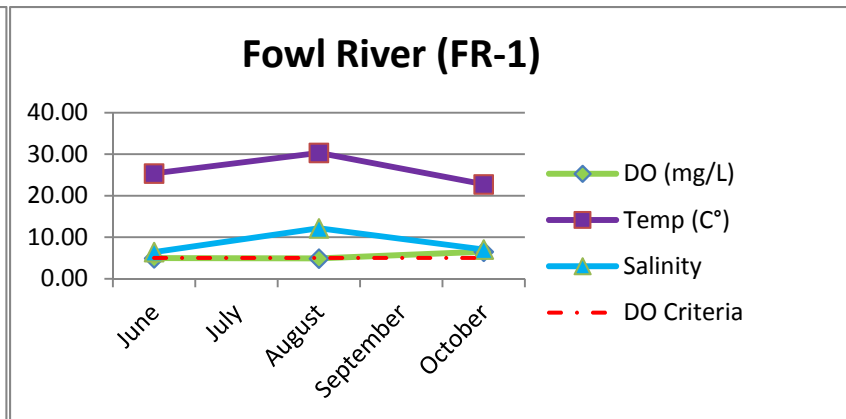 Fowl River (FR-1)
40.00
30.00
20.00
10.00
0.00
June
July
August
September
October
DO (mg/L)
Temp (C°)
Salinity
DO Criteria